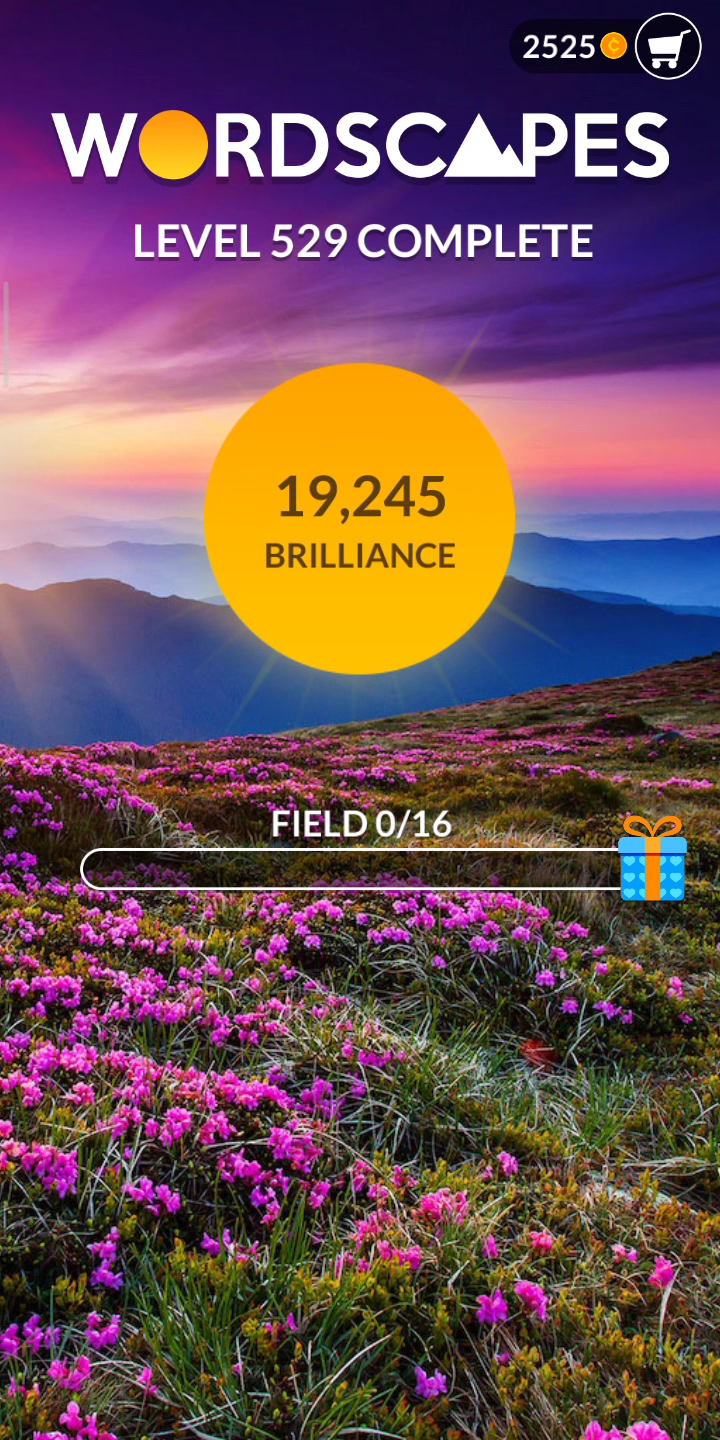 2525
WORDSCAPES
LEVEL 529 COMPLETE
19,245
BRILLIANCE
FIELD 0/16